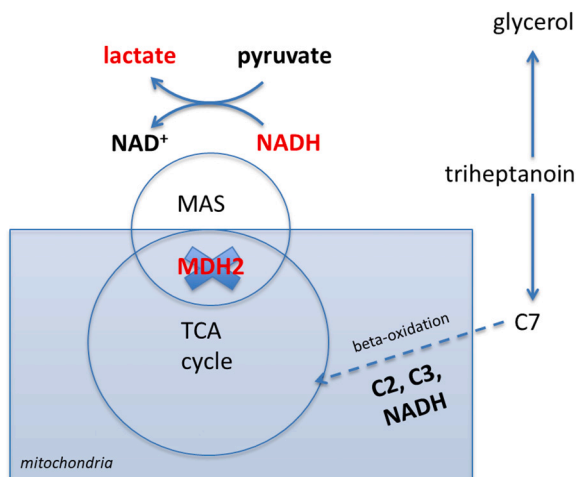 glycerol
lactate
pyruvate
NAD⁺
NADH
triheptanoin
MAS
MDH2
TCA
cycle
beta-oxidation
C7
C2, C3,
NADH
mitochondria